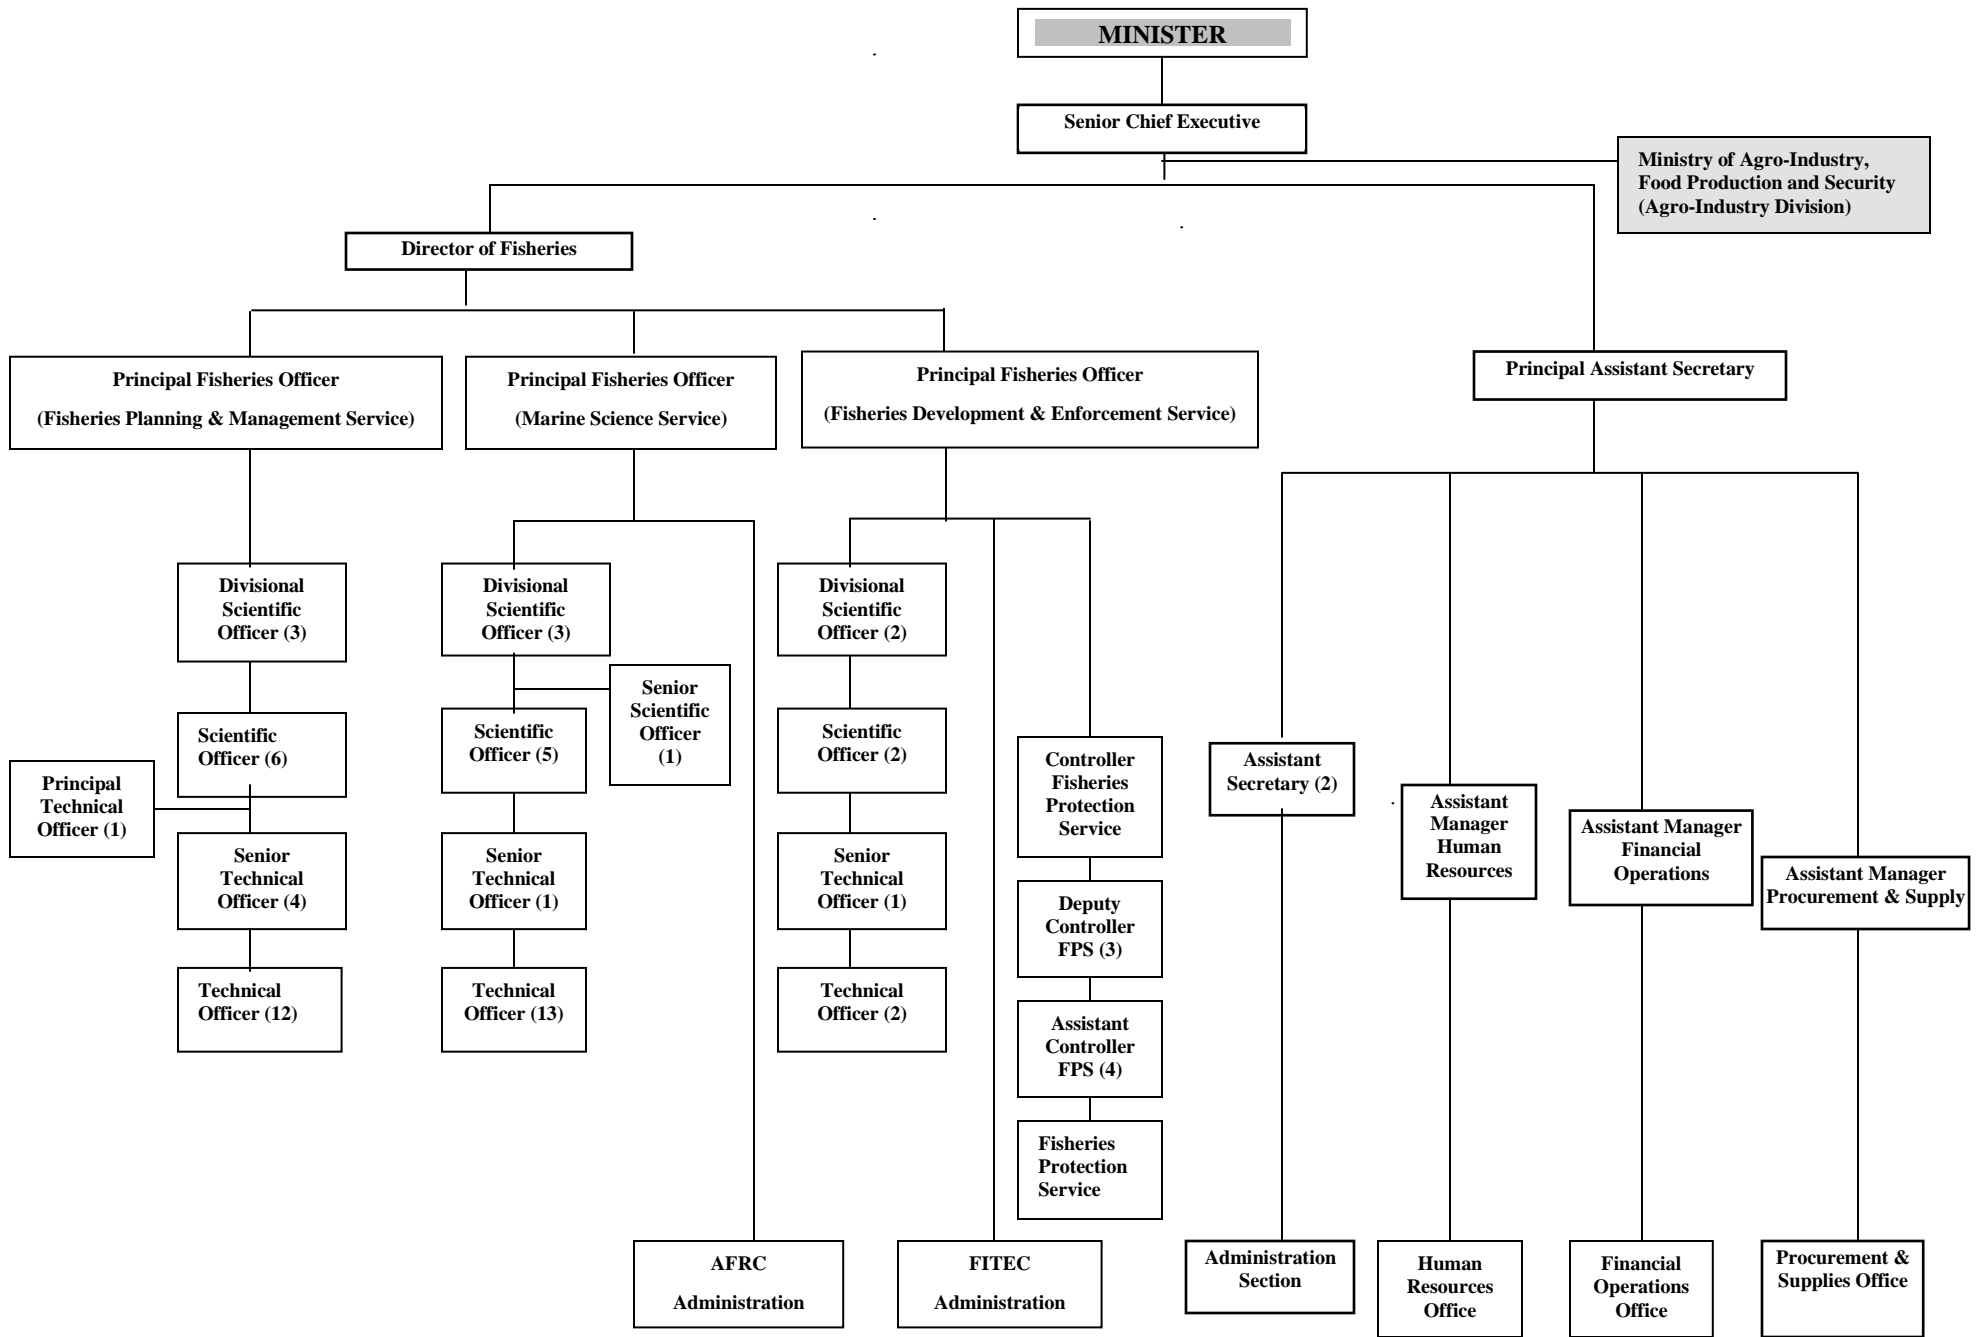 MINISTER
Senior Chief Executive
Ministry of Agro-Industry,
Food Production and Security
(Agro-Industry Division)
Director of Fisheries
Principal Fisheries Officer
(Fisheries Planning & Management Service)
Principal Fisheries Officer
(Marine Science Service)
Principal Fisheries Officer
(Fisheries Development & Enforcement Service)
Principal Assistant Secretary
Divisional
Scientific
Officer (3)
Scientific
Officer (6)
Principal
Technical
Officer (1)
Senior
Technical
Officer (4)
Technical
Officer (12)
Divisional
Scientific
Officer (3)
Senior
Scientific
Officer
(1)
Scientific
Officer (5)
Senior
Technical
Officer (1)
Technical
Officer (13)
AFRC
Administration
Divisional
Scientific
Officer (2)
Scientific
Officer (2)
Senior
Technical
Officer (1)
Technical
Officer (2)
FITEC
Administration
Controller
Fisheries
Protection
Service
Deputy
Controller
FPS (3)
Assistant
Controller
FPS (4)
Fisheries
Protection
Service
Assistant
Secretary (2)
Administration
Section
Assistant
Manager
Human
Resources
Human
Resources
Office
Assistant Manager
Financial
Operations
Financial
Operations
Office
Assistant Manager
Procurement & Supply
Procurement &
Supplies Office